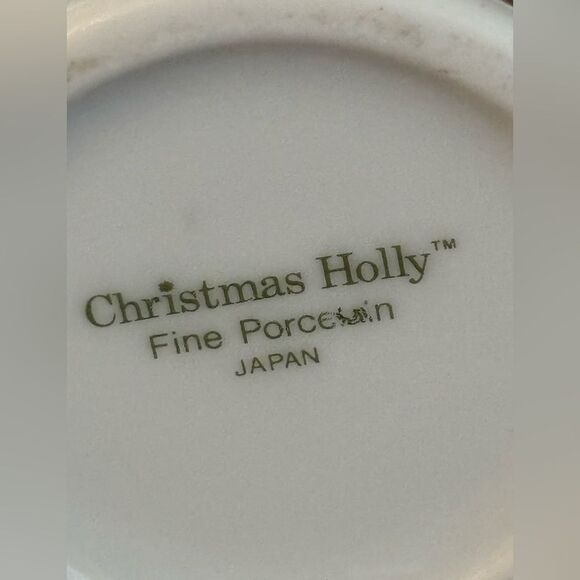 Christmas Holly™
Fine Porcelain
JAPAN